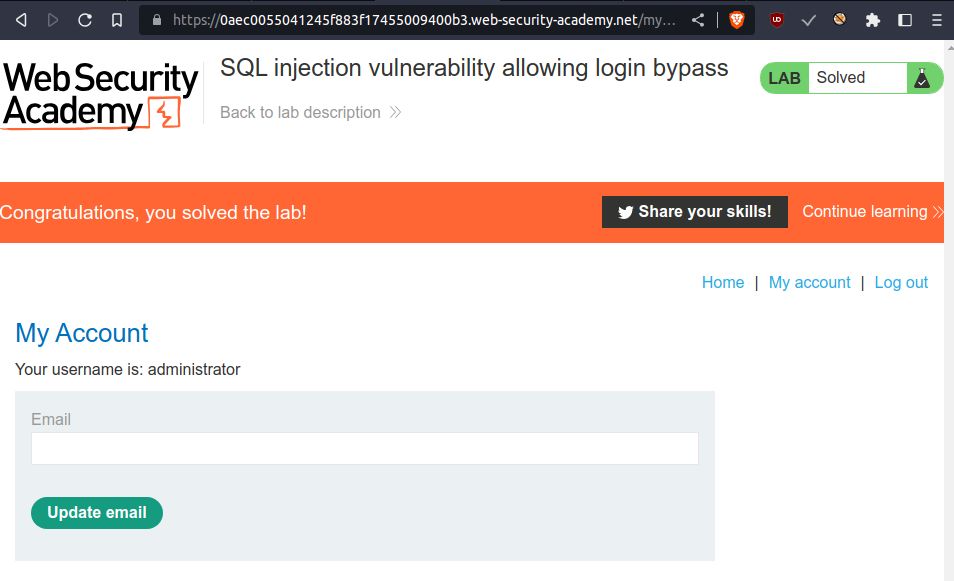 https://0aec0055041245f883f17455009400b3.web-security-academy.net/my...
WebSecurity
Academy
SQL injection vulnerability allowing login bypass
Back to lab description
LAB Solved
Congratulations, you solved the lab!
Share your skills!
Continue learning
Home | My account | Log out
My Account
Your username is: administrator
Email
Update email